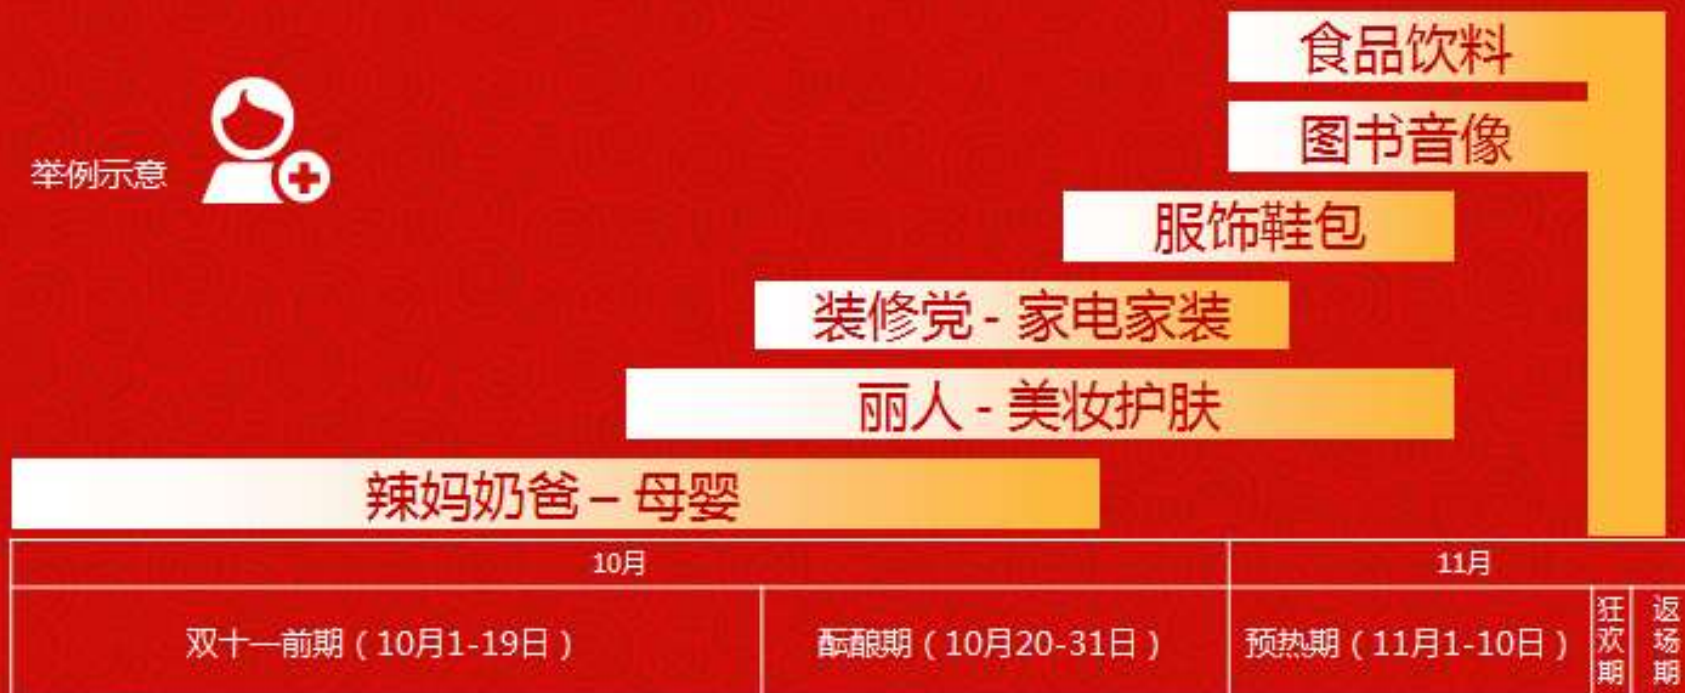 食品饮料
图书音像
举例示意
服饰鞋包
装修党 - 家电家装
丽人 - 美妆护肤
辣妈奶爸 – 母婴
10月
11月
双十一前期（10月1-19日）
酝酿期（10月20-31日）
预热期（11月1-10日）
狂欢期
返场期